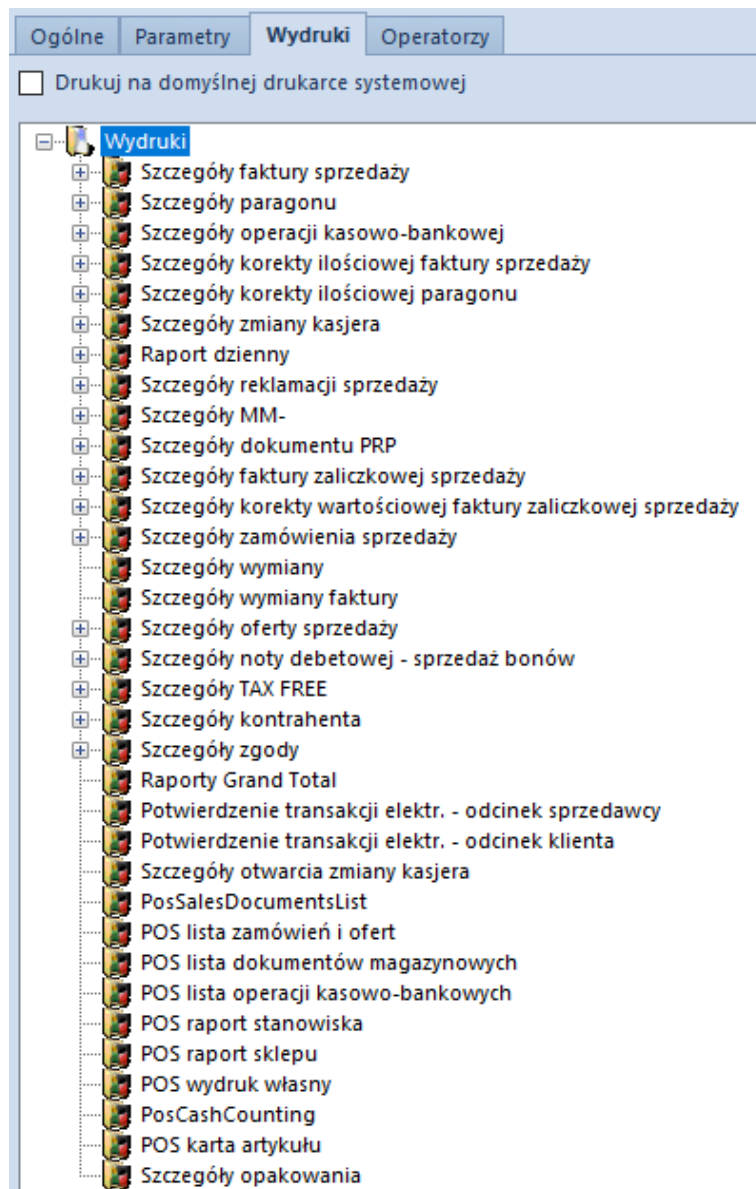 Ogólne Parametry Wydruki Operatorzy
Drukuj na domyślnej drukarce systemowej
Wydruki
Szczegóły faktury sprzedaży
Szczegóły paragonu
Szczegóły operacji kasowo-bankowej
Szczegóły korekty ilościowej faktury sprzedaży
Szczegóły korekty ilościowej paragonu
Szczegóły zmiany kasjera
Raport dzienny
Szczegóły reklamacji sprzedaży
Szczegóły MM-
Szczegóły dokumentu PRP
Szczegóły faktury zaliczkowej sprzedaży
Szczegóły korekty wartościowej faktury zaliczkowej sprzedaży
Szczegóły zamówienia sprzedaży
Szczegóły wymiany
Szczegóły wymiany faktury
Szczegóły oferty sprzedaży
Szczegóły noty debetowej - sprzedaż bonów
Szczegóły TAX FREE
Szczegóły kontrahenta
Szczegóły zgody
Raporty Grand Total
Potwierdzenie transakcji elektr. - odcinek sprzedawcy
Potwierdzenie transakcji elektr. - odcinek klienta
Szczegóły otwarcia zmiany kasjera
PosSalesDocumentsList
POS lista zamówień i ofert
POS lista dokumentów magazynowych
POS lista operacji kasowo-bankowych
POS raport stanowiska
POS raport sklepu
POS wydruk własny
PosCashCounting
POS karta artykułu
Szczegóły opakowania